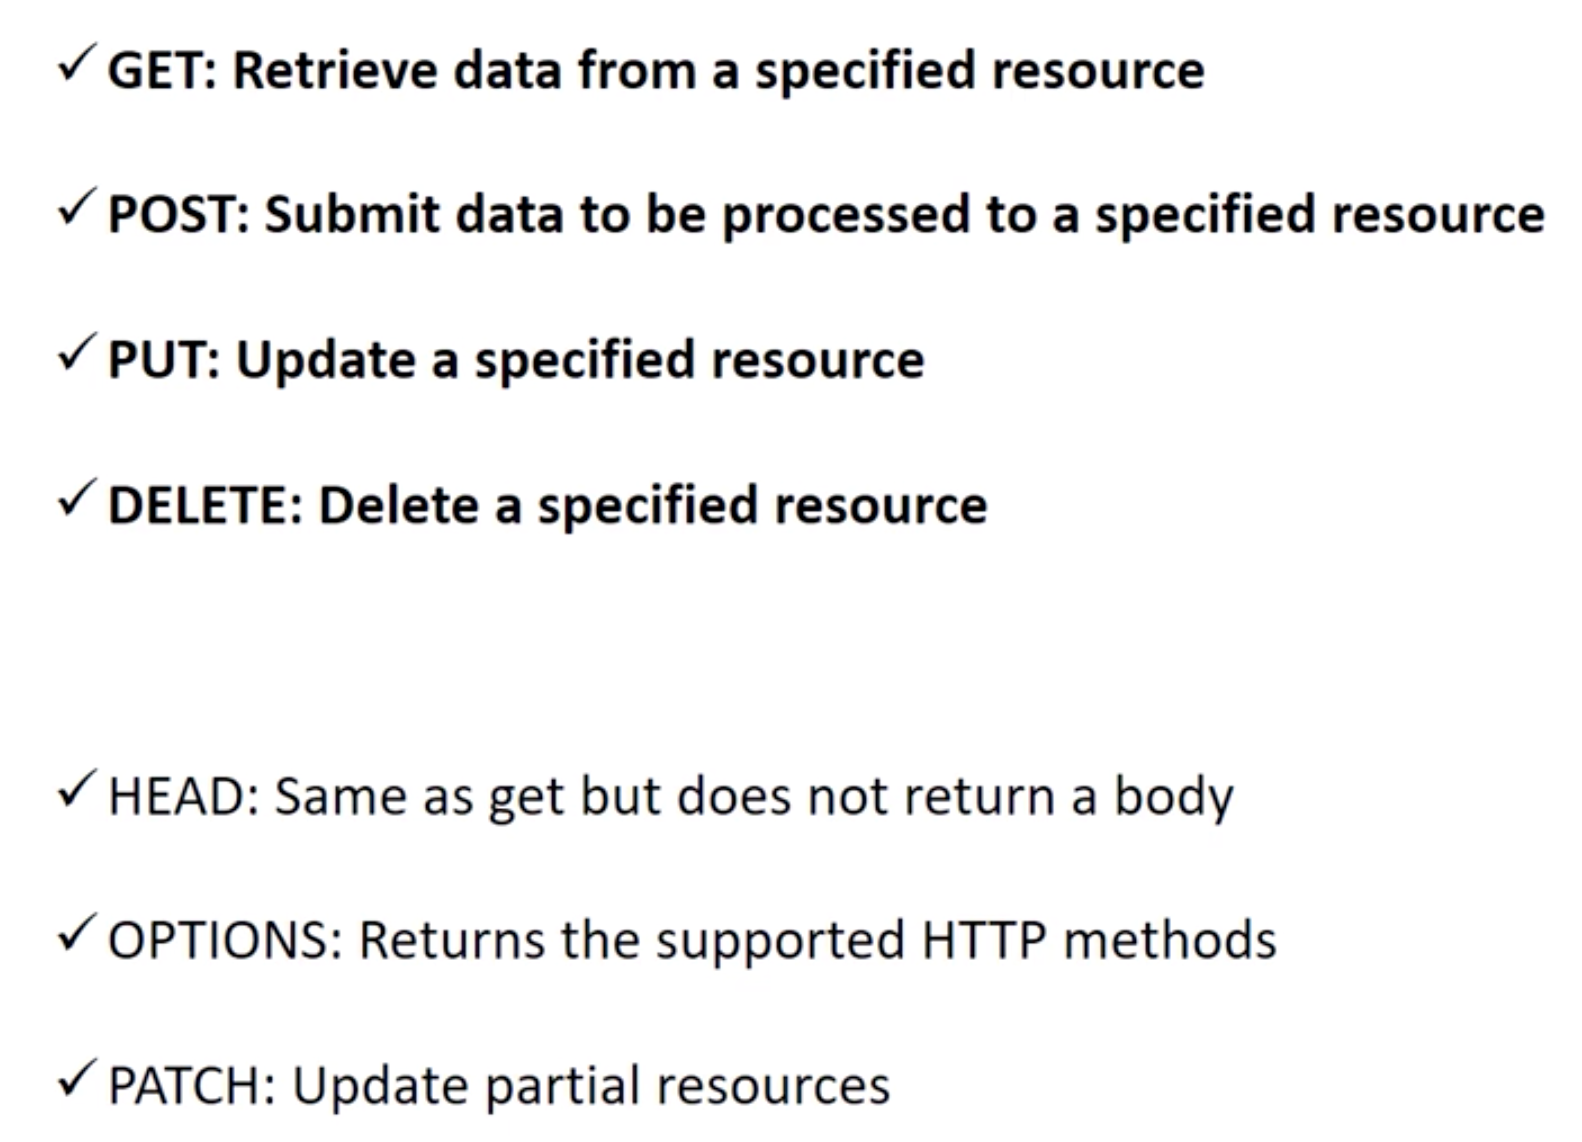 ✓ GET: Retrieve data from a specified resource
✓ POST: Submit data to be processed to a specified resource
✓ PUT: Update a specified resource
✓ DELETE: Delete a specified resource
✓ HEAD: Same as get but does not return a body
✓ OPTIONS: Returns the supported HTTP methods
✓ PATCH: Update partial resources